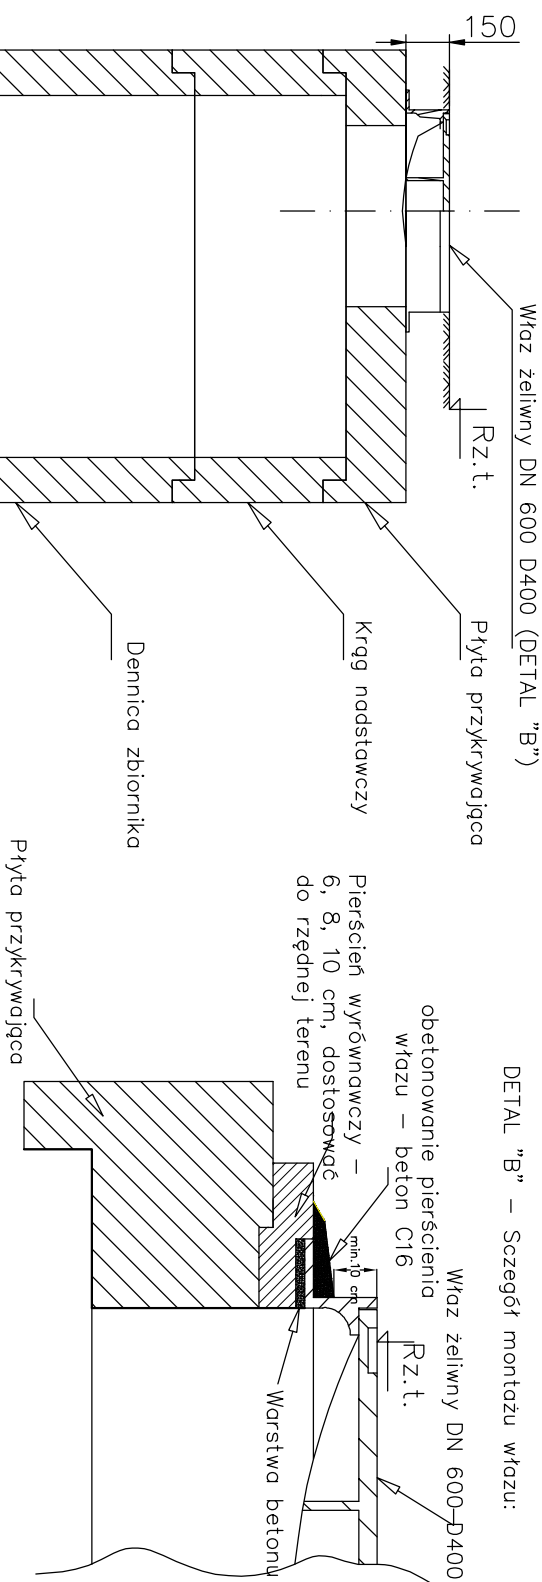 150
Właz żeliwny DN 600 D400 (DETAL "B")
Rz.t.
Płyta przykrywająca
Krąg nadstawczy
Dennica zbiornika
DETAL "B" – Sczegół montażu włazu:
Właz żeliwny DN 600 D400
Rz.t.
obetonowanie pierścienia
włazu – beton C16
min.10 cm
Pierścień wyrównawczy –
6, 8, 10 cm, dostosować
do rzędnej terenu
Warstwa betonu
Płyta przykrywająca